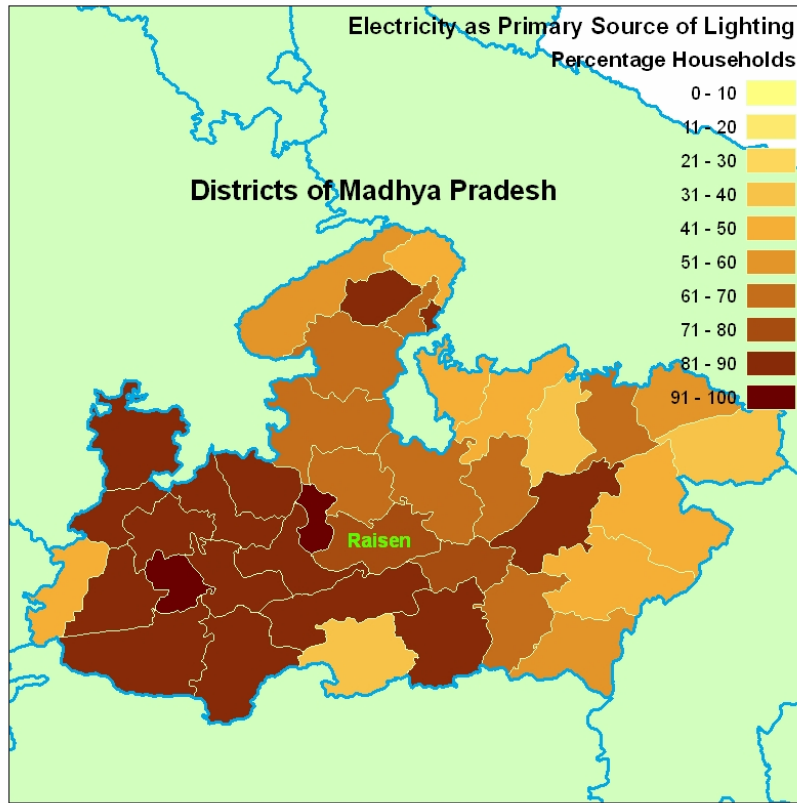 Electricity as Primary Source of Lighting
Percentage Households
0 - 10
11 - 20
21 - 30
31 - 40
41 - 50
51 - 60
61 - 70
71 - 80
81 - 90
91 - 100
Districts of Madhya Pradesh
Raisen